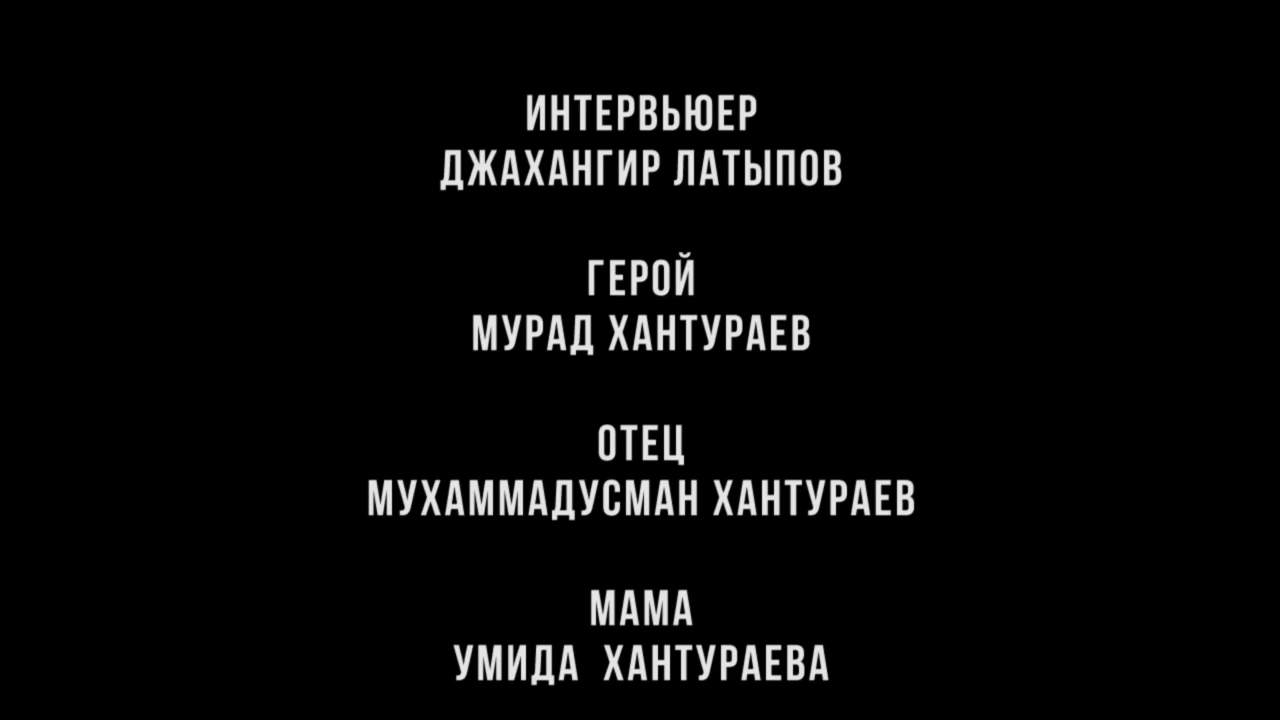 ИНТЕРВЬЮЕР
ДЖАХАНГИР ЛАТЫПОВ
ГЕРОЙ
МУРАД ХАНТУРАЕВ
ОТЕЦ
МУХАММАДУСМАН ХАНТУРАЕВ
МАМА
УМИДА ХАНТУРАЕВА